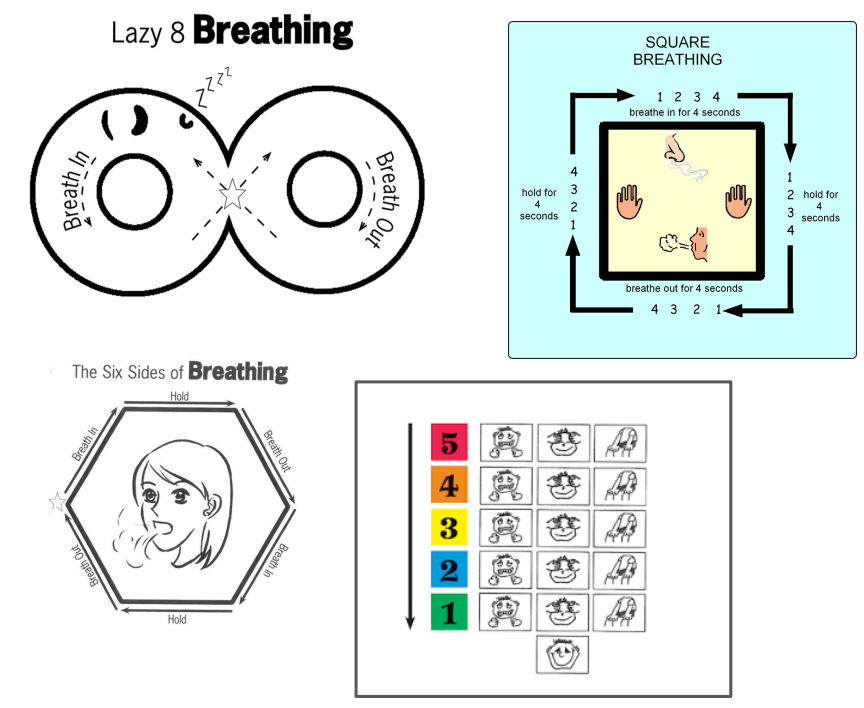 Lazy 8 Breathing
zzzzz
Breath In
Breath Out
SQUARE
BREATHING
1 2 3 4
breathe in for 4 seconds
4
3
2
1
hold for
4
seconds
1
2
3
4
hold for
4
seconds
breathe out for 4 seconds
4 3 2 1
The Six Sides of Breathing
Hold
Breath In
Breath Out
Breath Out
Breath In
Hold
5
4
3
2
1